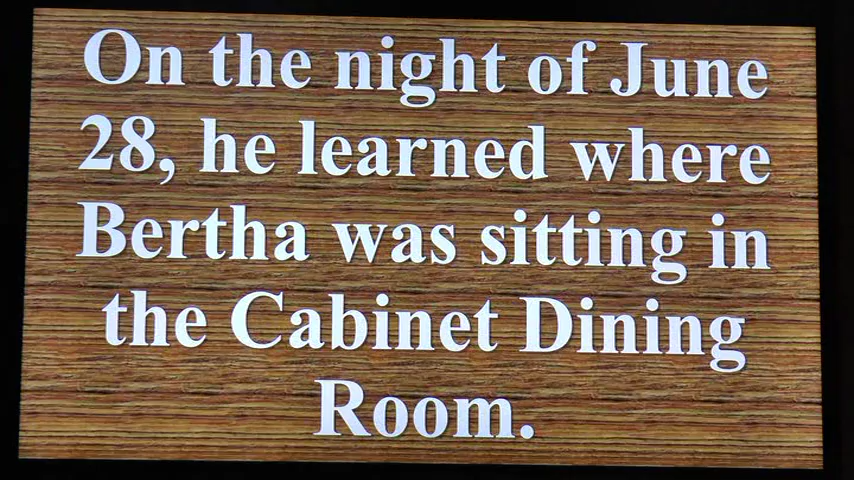 On the night of June
28, he learned where
Bertha was sitting in
the Cabinet Dining
Room.